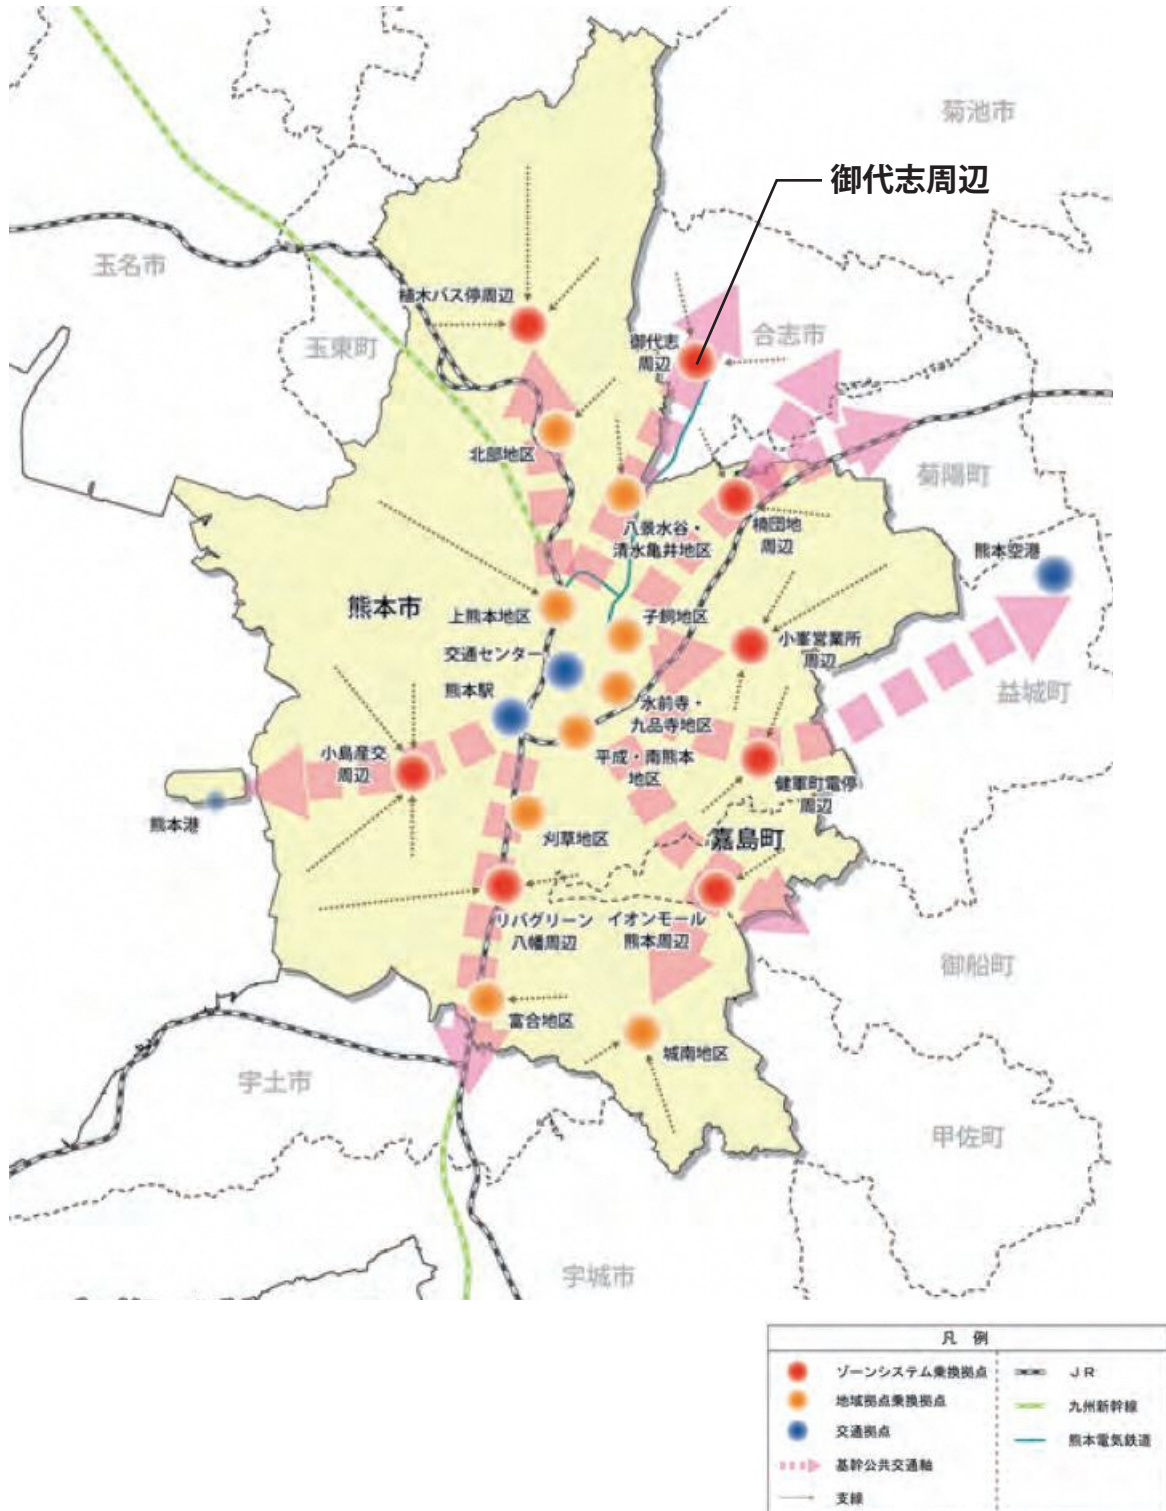 菊池市
御代志周辺
玉名市
植木バス停周辺
玉東町
御代志
周辺
合志市
北部地区
菊陽町
八景水谷・
清水亀井地区
楠団地
周辺
熊本空港
熊本市
上熊本地区
子飼地区
交通センター
小峯営業所
周辺
熊本駅
益城町
水前寺・
九品寺地区
小島産交
周辺
平成・南熊本
地区
健軍町電停
周辺
熊本港
刈草地区
嘉島町
リバグリーン
八幡周辺
イオンモール
熊本周辺
御船町
富合地区
城南地区
宇土市
甲佐町
宇城市
凡 例
ゾーンシステム乗換拠点
地域拠点乗換拠点
交通拠点
基幹公共交通軸
支線
JR
九州新幹線
熊本電気鉄道